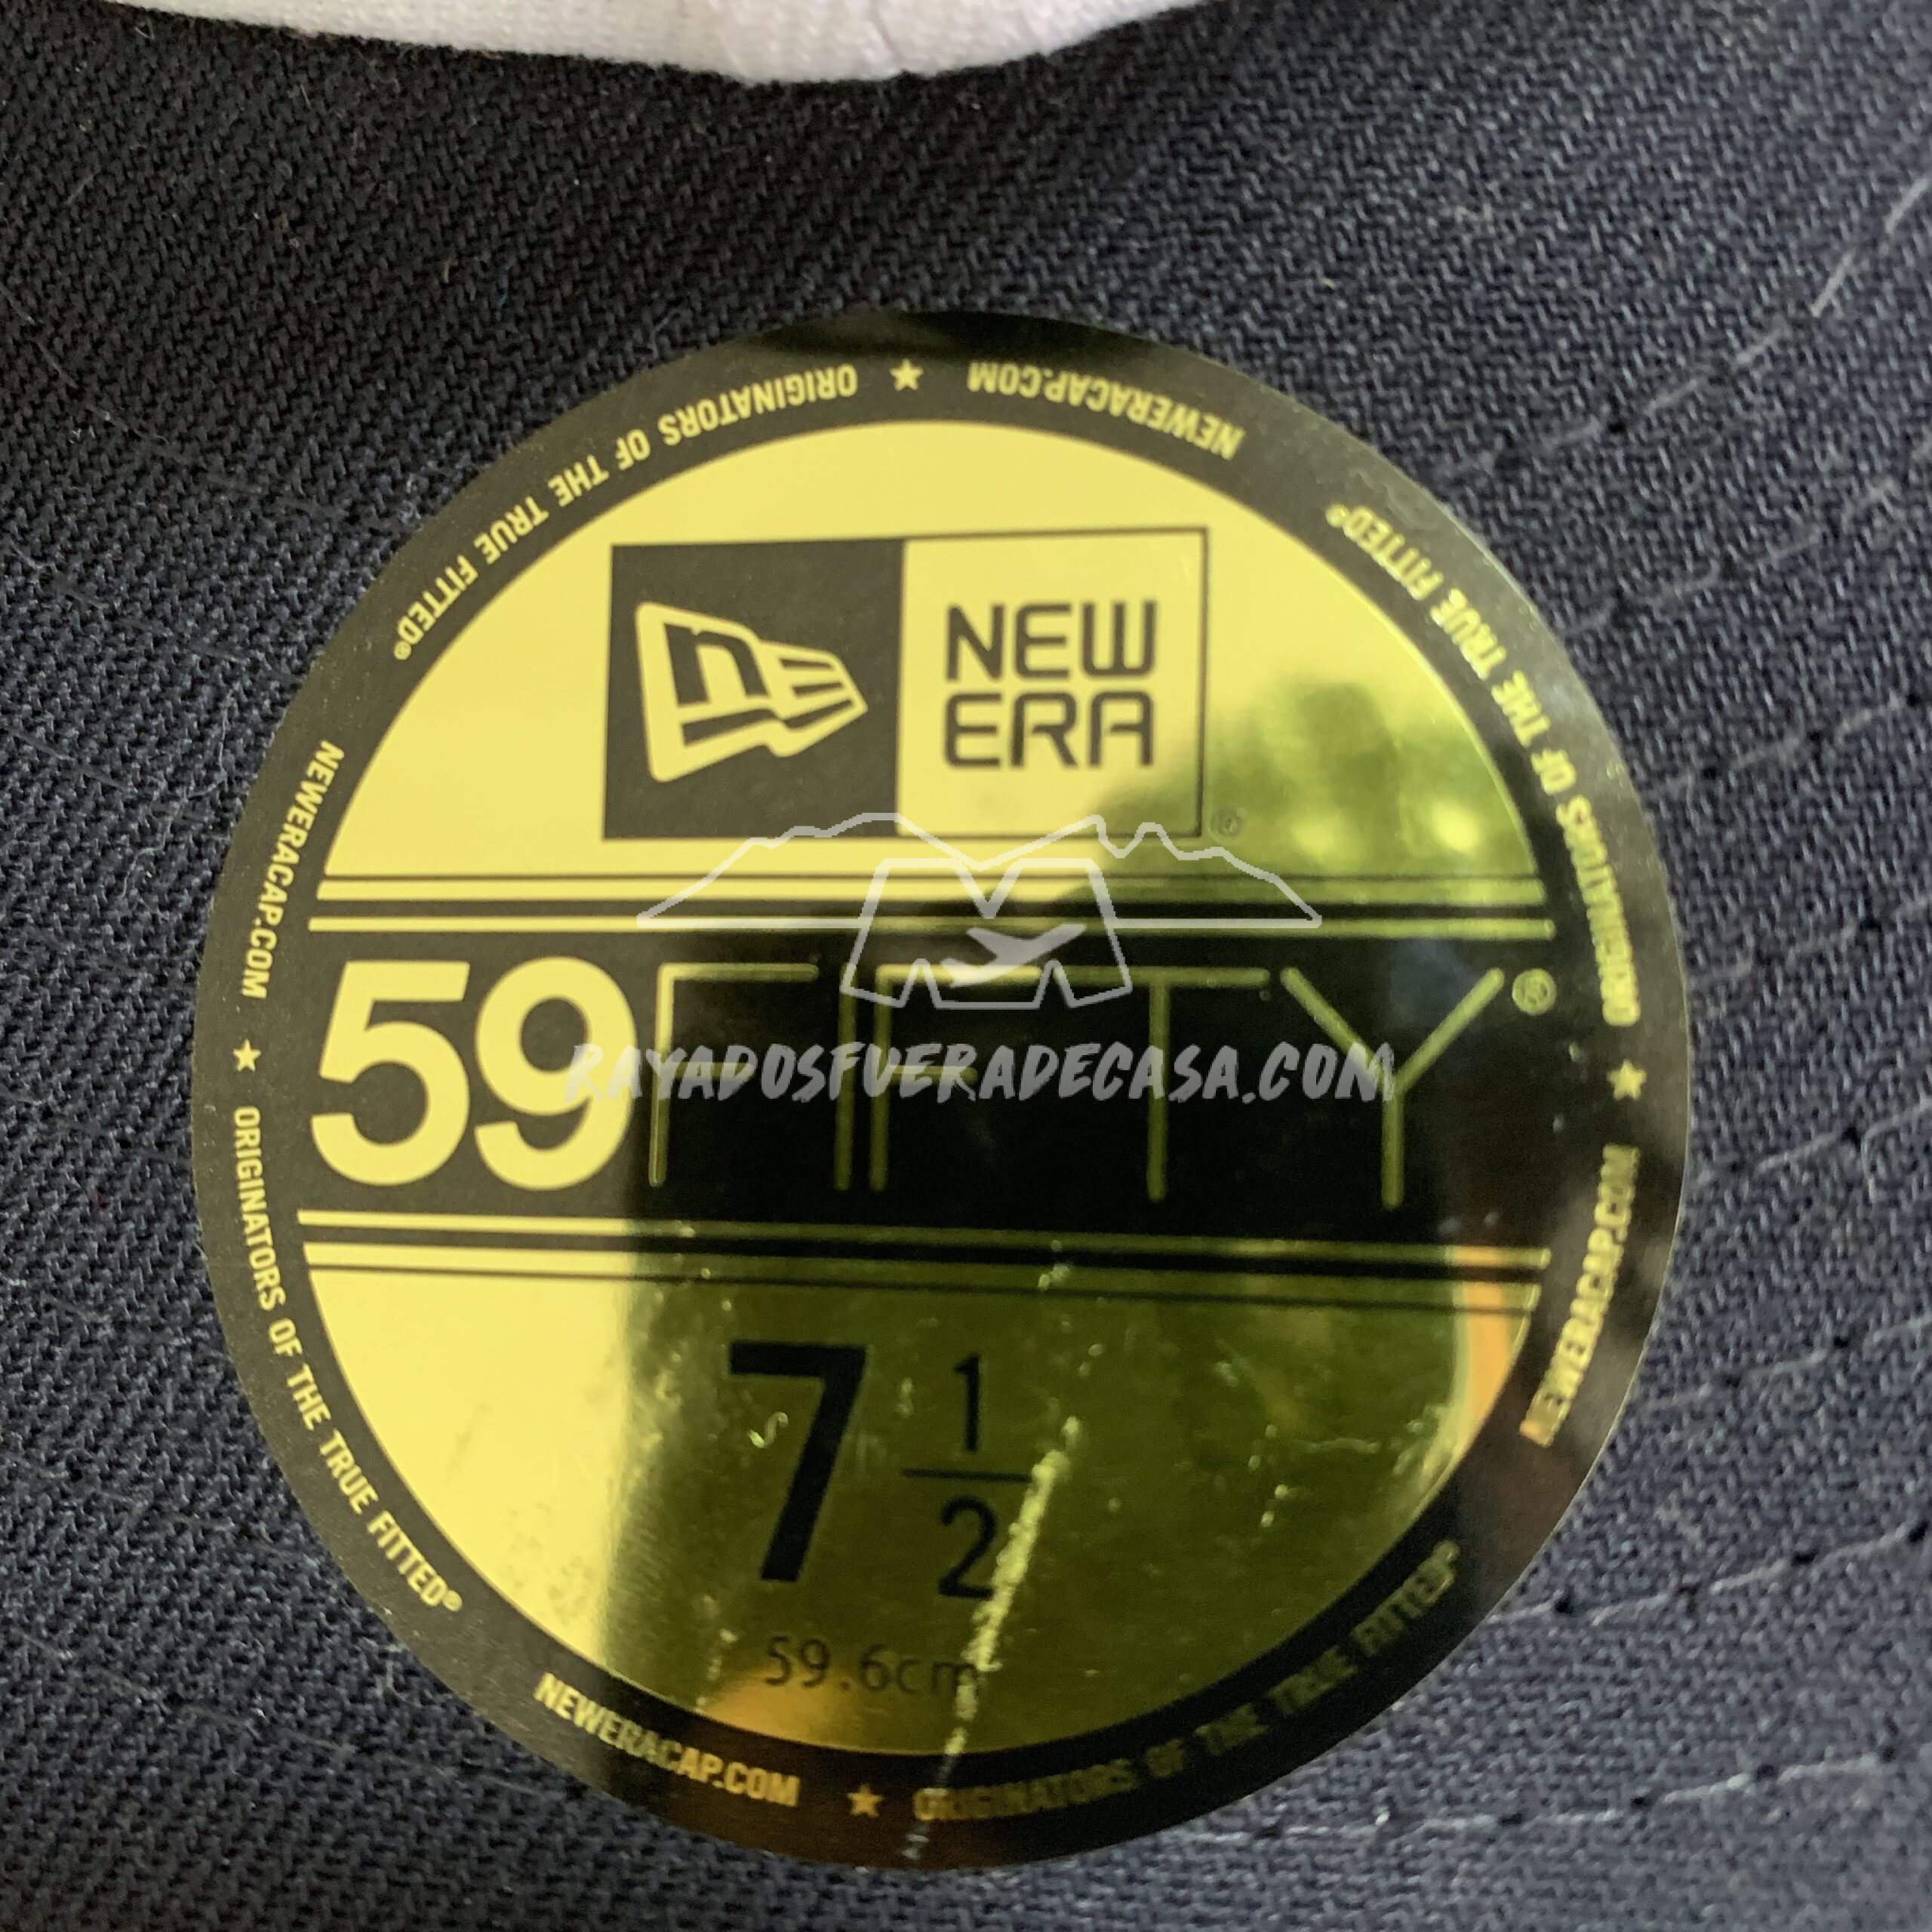 NEWERACAP.COM ★ ORIGINATORS OF THE TRUE FITTED®
NEWERACAP.COM ★ ORIGINATORS OF THE TRUE FITTED®
NEWERACAP.COM ★ ORIGINATORS OF THE TRUE FITTED®
NEWERACAP.COM ★ ORIGINATORS OF THE TRUE FITTED®
n
NEW
ERA®
59FIFTY®
RAYADOSFUERADECASA.COM
7 1/2
59.6cm